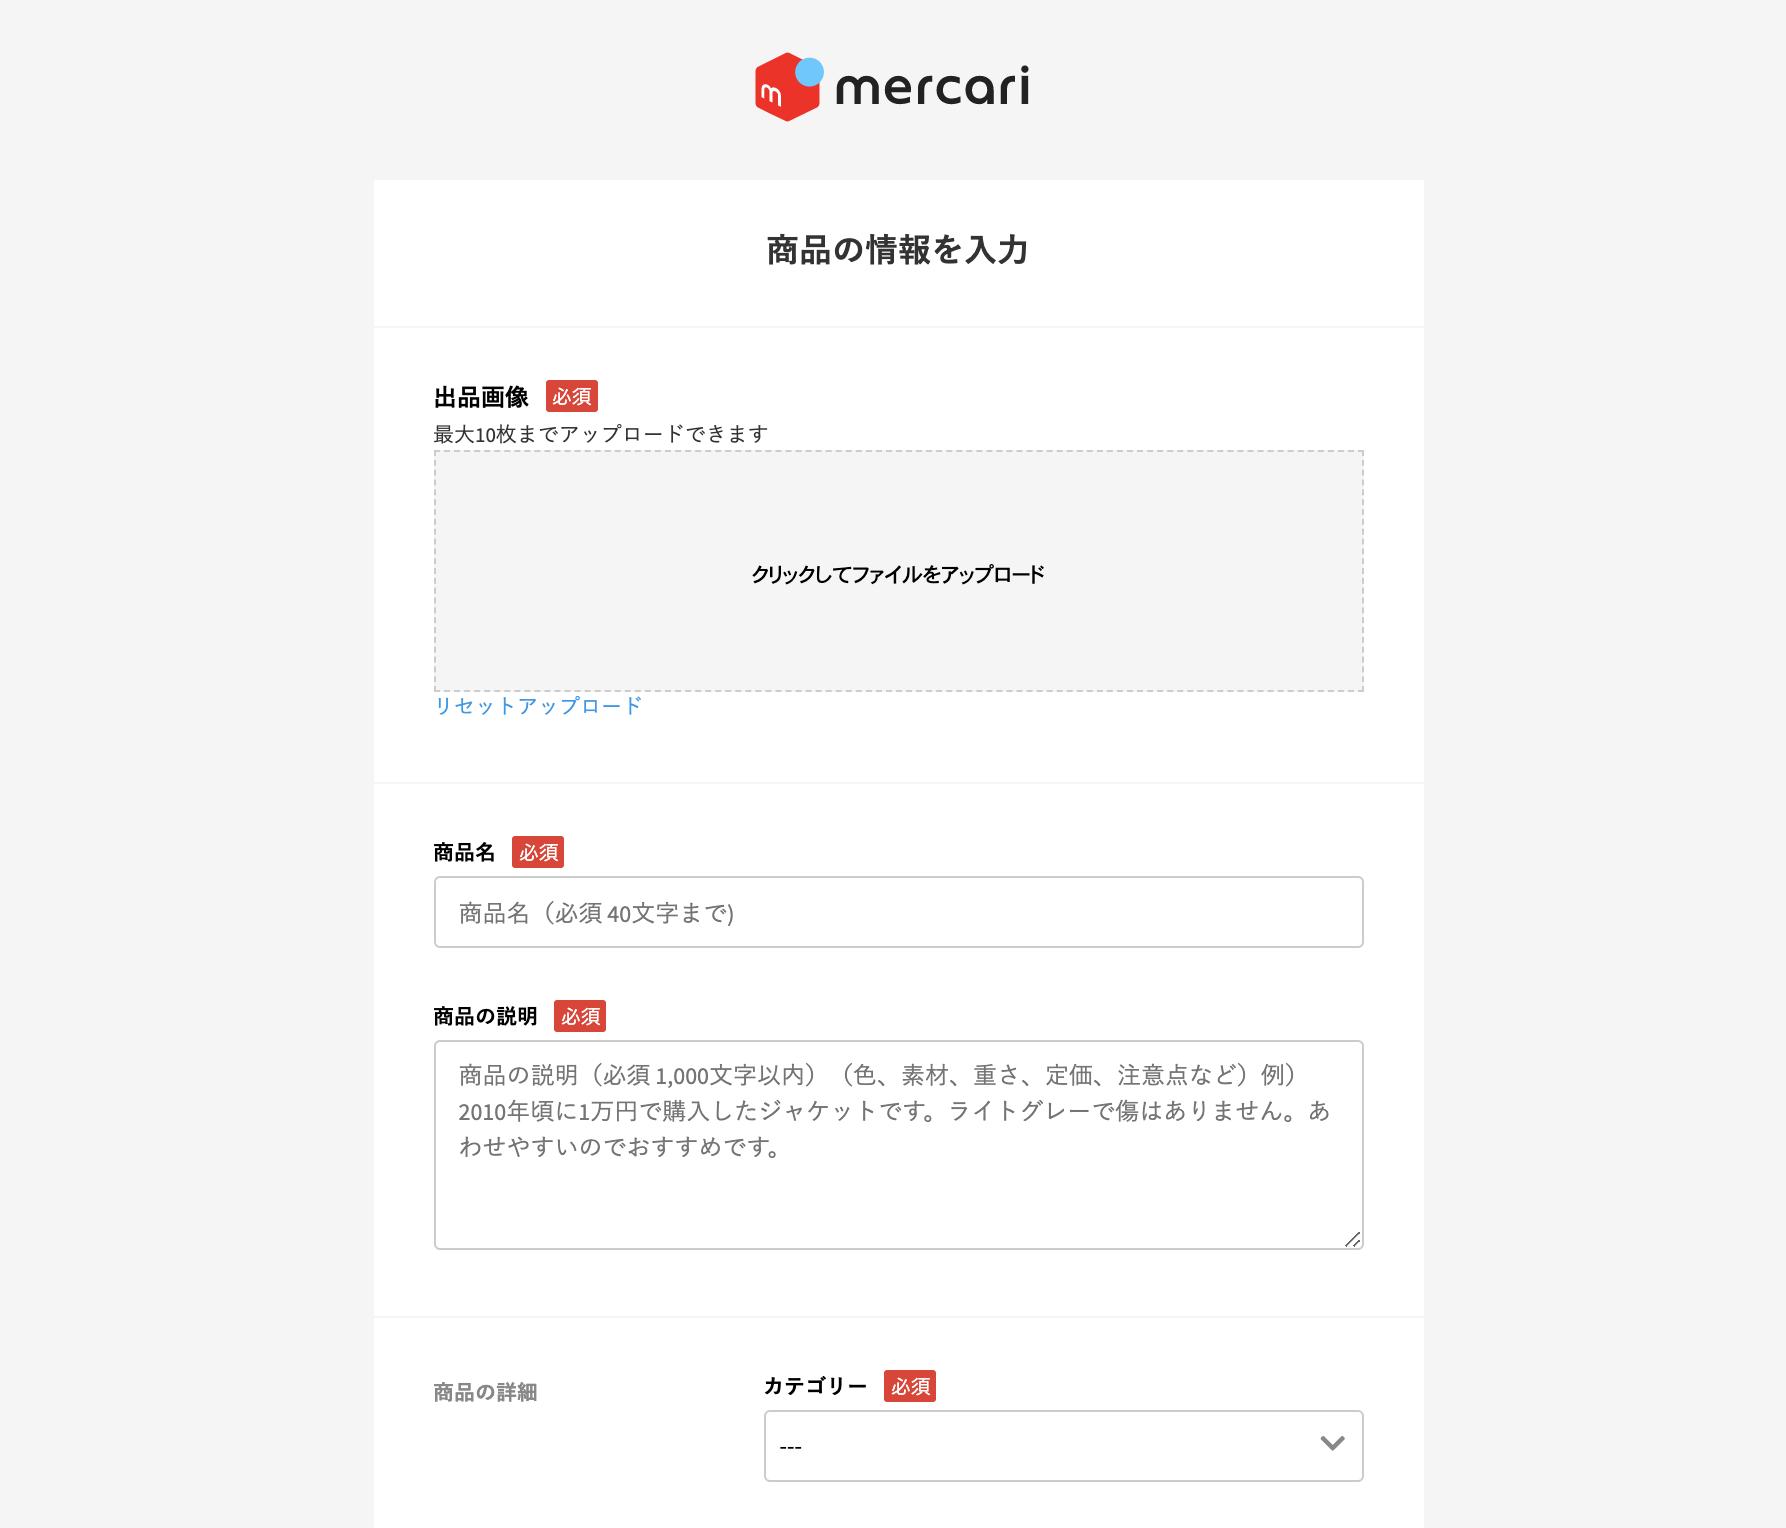 mercari
商品の情報を入力
出品画像 必須
最大10枚までアップロードできます
クリックしてファイルをアップロード
リセットアップロード
商品名 必須
商品名（必須 40文字まで)
商品の説明 必須
商品の説明（必須 1,000文字以内）（色、素材、重さ、定価、注意点など）例）
2010年頃に1万円で購入したジャケットです。ライトグレーで傷はありません。あ
わせやすいのでおすすめです。
商品の詳細
カテゴリー 必須
---